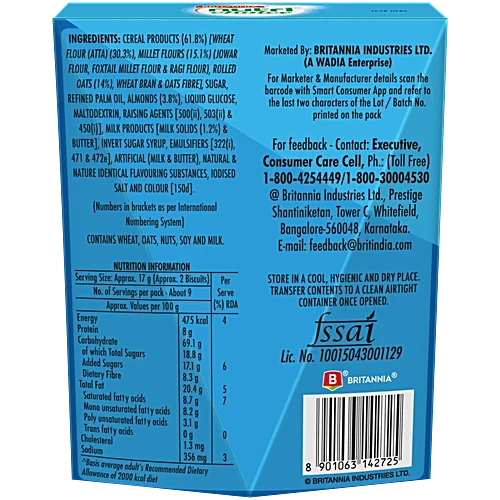 nutri
Choice
INGREDIENTS: CEREAL PRODUCTS (61.8%) [WHEAT
FLOUR (ATTA) (30.3%), MILLET FLOURS (15.1%) (JOWAR
FLOUR, FOXTAIL MILLET FLOUR & RAGI FLOUR), ROLLED
OATS (14%), WHEAT BRAN & OATS FIBRE], SUGAR,
REFINED PALM OIL, ALMONDS (3.8%), LIQUID GLUCOSE,
MALTODEXTRIN, RAISING AGENTS [500(ii), 503(ii) &
450(i)], MILK PRODUCTS [MILK SOLIDS (1.2%) &
BUTTER], INVERT SUGAR SYRUP, EMULSIFIERS [322(i),
471 & 472e], ARTIFICIAL (MILK & BUTTER), NATURAL &
NATURE IDENTICAL FLAVOURING SUBSTANCES, IODISED
SALT AND COLOUR [150d].
(Numbers in brackets as per International
Numbering System)
CONTAINS WHEAT, OATS, NUTS, SOY AND MILK.
NUTRITION INFORMATION
Serving Size: Approx. 17 g (Approx. 2 Biscuits) Per
No. of Servings per pack - About 9 Serve
Approx. Values per 100 g (%) RDA
Energy 475 kcal 4
Protein 8 g
Carbohydrate 69.1 g
of which Total Sugars 18.8 g
Added Sugars 17.1 g 6
Dietary Fibre 8.3 g
Total Fat 20.4 g 5
Saturated fatty acids 8.7 g 7
Mono unsaturated fatty acids 8.2 g
Poly unsaturated fatty acids 3.1 g
Trans fatty acids 0 g 0
Cholesterol 1.3 mg
Sodium 356 mg 3
^Basis average adult's Recommended Dietary
Allowance of 2000 kcal diet
Marketed By: BRITANNIA INDUSTRIES LTD.
(A WADIA Enterprise)
For Marketer & Manufacturer details scan the
barcode with Smart Consumer App and refer to
the last two characters of the Lot / Batch No.
printed on the pack
For feedback - Contact: Executive,
Consumer Care Cell, Ph.: (Toll Free)
1-800-4254449/1-800-30004530
@ Britannia Industries Ltd., Prestige
Shantiniketan, Tower C, Whitefield,
Bangalore-560048, Karnataka.
E-mail: feedback@britindia.com
STORE IN A COOL, HYGIENIC AND DRY PLACE.
TRANSFER CONTENTS TO A CLEAN AIRTIGHT
CONTAINER ONCE OPENED.
fssai
Lic. No. 10015043001129
B ® BRITANNIA®
8 901063 142725
© BRITANNIA INDUSTRIES LTD.